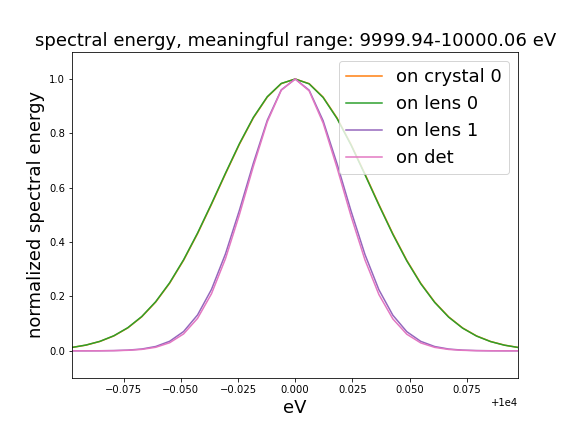 spectral energy, meaningful range: 9999.94-10000.06 eV
on crystal 0
on lens 0
on lens 1
on det
normalized spectral energy
1.0
0.8
0.6
0.4
0.2
0.0
−0.075 −0.050 −0.025 0.000 0.025 0.050 0.075
+1e4
eV